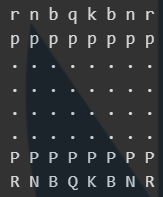 r n b q k b n r
p p p p p p p p
. . . . . . . .
. . . . . . . .
. . . . . . . .
. . . . . . . .
P P P P P P P P
R N B Q K B N R